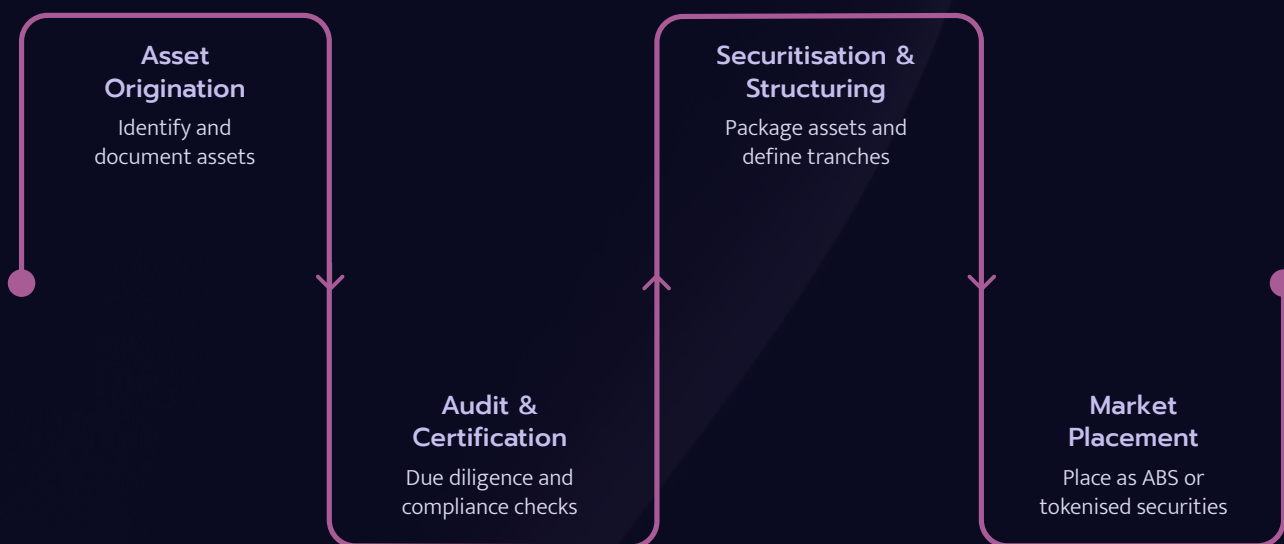 Asset
Origination
Identify and
document assets
Audit &
Certification
Due diligence and
compliance checks
Securitisation &
Structuring
Package assets and
define tranches
Market
Placement
Place as ABS or
tokenised securities